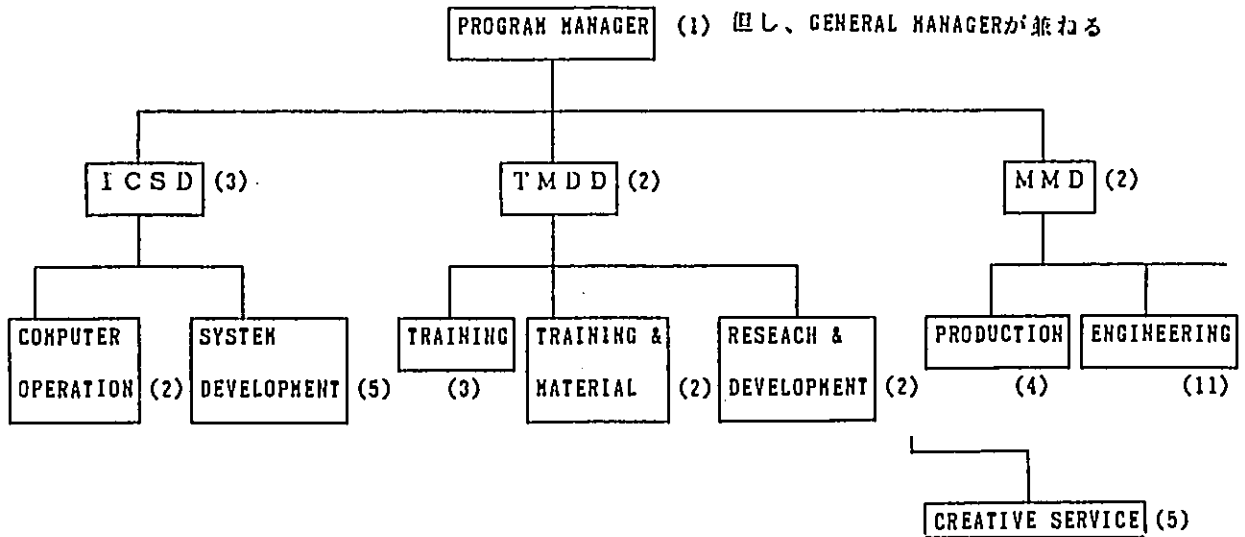 PROGRAM MANAGER (1) 但し、GENERAL MANAGERが兼ねる
ICSD (3)
TMDD (2)
MMD (2)
COMPUTER
OPERATION (2)
SYSTEM
DEVELOPMENT (5)
TRAINING
(3)
TRAINING &
MATERIAL (2)
RESEACH &
DEVELOPMENT (2)
PRODUCTION
(4)
ENGINEERING
(11)
CREATIVE SERVICE (5)